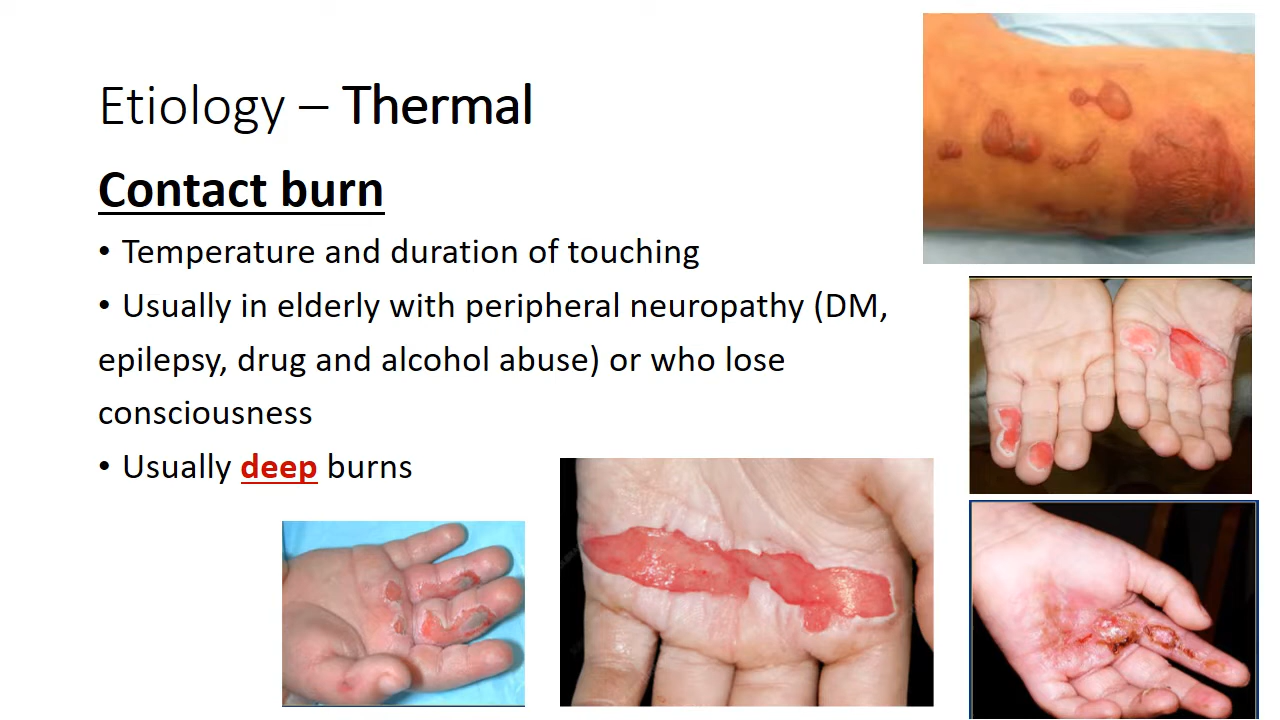 Etiology – Thermal
Contact burn
• Temperature and duration of touching
• Usually in elderly with peripheral neuropathy (DM,
epilepsy, drug and alcohol abuse) or who lose
consciousness
• Usually deep burns